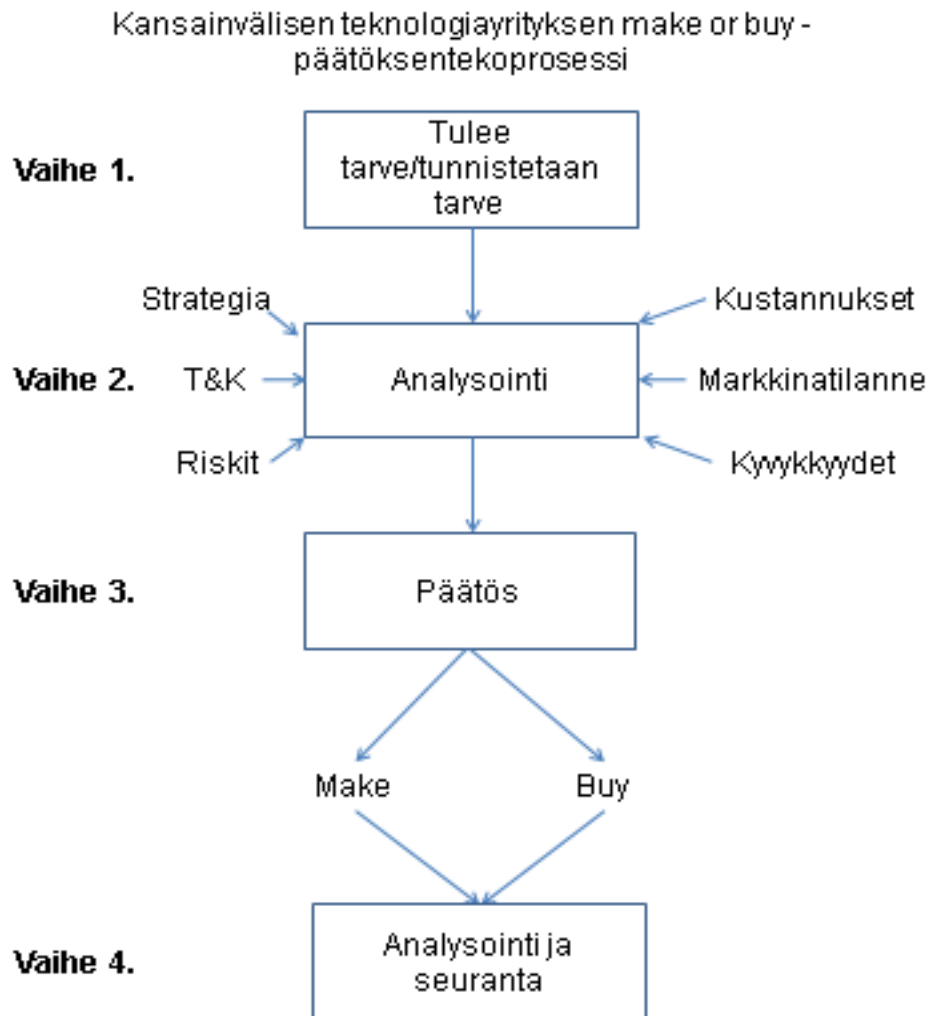 Kansainvälisen teknologiayrityksen make or buy -
päätöksentekoprosessi
Vaihe 1.
Tulee
tarve/tunnistetaan
tarve
Strategia
Kustannukset
Vaihe 2.
T&K
Analysointi
Markkinatilanne
Riskit
Kyvykkyydet
Vaihe 3.
Päätös
Make
Buy
Vaihe 4.
Analysointi ja
seuranta